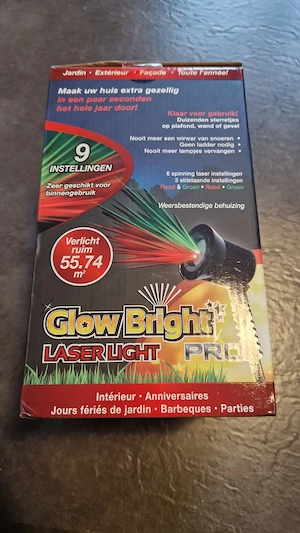 Jardin • Extérieur • Façade • Toute l'année!
Maak uw huis extra gezellig
in een paar seconden
het hele jaar door!
Klaar voor gebruik!
Duizenden sterretjes
op plafond, wand of gevel
Nooit meer een wirwar van snoeren •
Geen ladder nodig •
Nooit meer lampjes vervangen •
9
INSTELLINGEN
Zeer geschikt voor
binnengebruik
6 spinning laser instellingen
3 stilstaande instellingen
Rood & Groen • Rood • Groen
Weersbestendige behuizing
Verlicht
ruim
55.74
m²
Glow Bright
LASER LIGHT PRO
Intérieur • Anniversaires
Jours fériés de jardin • Barbeques • Parties